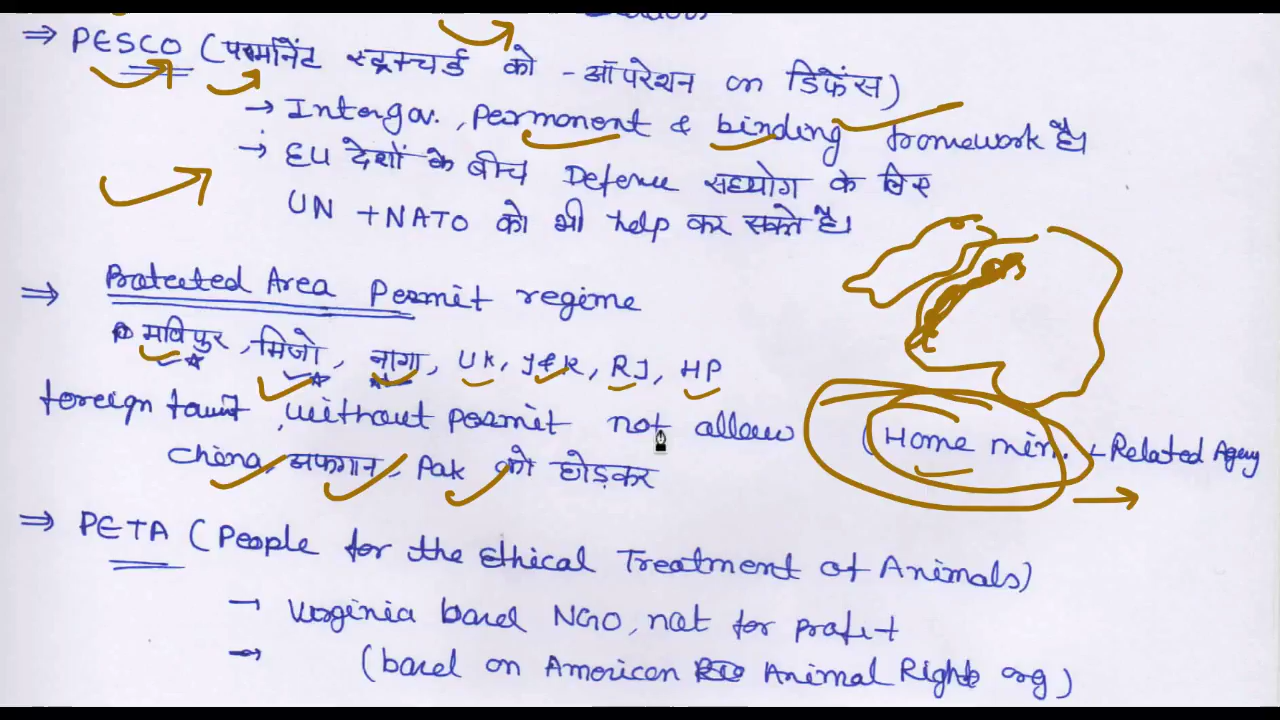 ⇒ PESCO (परमानेंट स्ट्रक्चर्ड को - ऑपरेशन on डिफेंस)
→ Intergov., permanent & binding framework है।
→ EU देशों के बीच Defence सहयोग के लिए
UN + NATO को भी help कर सकते है।
⇒ Protected Area Permit regime
मणिपुर, मिजो, नागा, UK, J&K, RJ, HP
foreign tourist, without permit not allow (Home min. + Related Agency
China, अफगान, Pak को छोड़कर
⇒ PETA (People for the Ethical Treatment of Animals)
→ Virginia based NGO, not for profit
→ (based on American Animal Rights org)